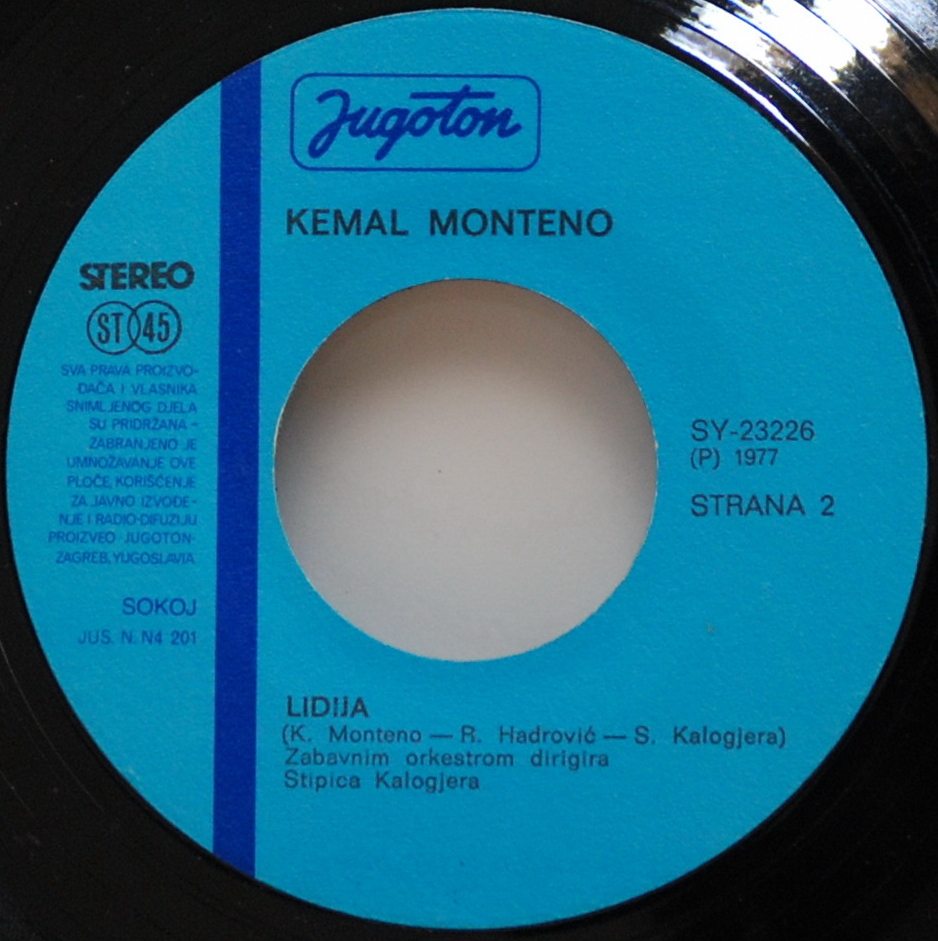 Jugoton
KEMAL MONTENO
STEREO
ST 45
SVA PRAVA PROIZVO-
ĐAČA I VLASNIKA
SNIMLJENOG DJELA
SU PRIDRŽANA -
ZABRANJENO JE
UMNOŽAVANJE OVE
PLOČE, KORIŠĆENJE
ZA JAVNO IZVOĐE-
NJE I RADIO-DIFUZIJU
PROIZVEO JUGOTON-
ZAGREB, YUGOSLAVIA
SOKOJ
JUS. N. N4 201
SY-23226
(P) 1977
STRANA 2
LIDIJA
(K. Monteno — R. Hadrović — S. Kalogjera)
Zabavnim orkestrom dirigira
Stipica Kalogjera